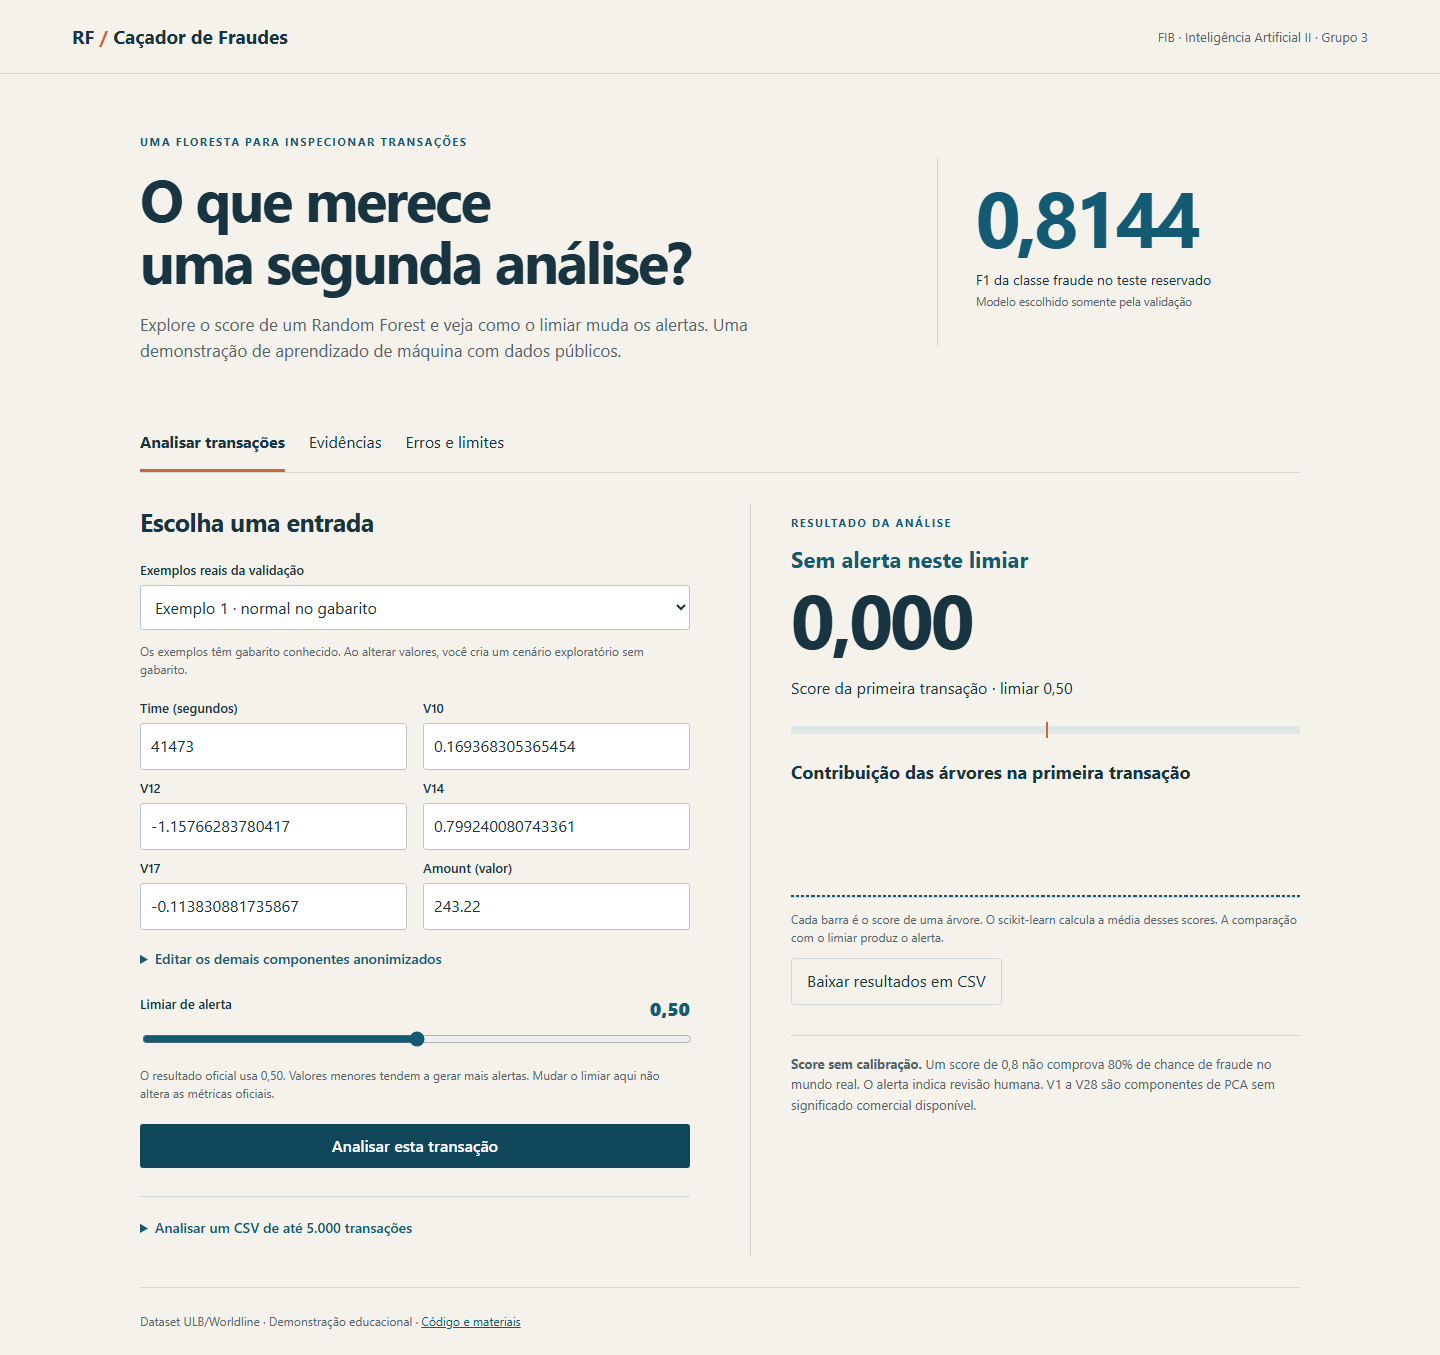 RF / Caçador de Fraudes
FIB · Inteligência Artificial II · Grupo 3
UMA FLORESTA PARA INSPECIONAR TRANSAÇÕES
O que merece
uma segunda análise?
Explore o score de um Random Forest e veja como o limiar muda os alertas. Uma
demonstração de aprendizado de máquina com dados públicos.
0,8144
F1 da classe fraude no teste reservado
Modelo escolhido somente pela validação
Analisar transações
Evidências
Erros e limites
Escolha uma entrada
Exemplos reais da validação
Exemplo 1 · normal no gabarito
Os exemplos têm gabarito conhecido. Ao alterar valores, você cria um cenário exploratório sem
gabarito.
Time (segundos)
41473
V10
0.169368305365454
V12
-1.15766283780417
V14
0.799240080743361
V17
-0.113830881735867
Amount (valor)
243.22
Editar os demais componentes anonimizados
Limiar de alerta
0,50
O resultado oficial usa 0,50. Valores menores tendem a gerar mais alertas. Mudar o limiar aqui não
altera as métricas oficiais.
Analisar esta transação
Analisar um CSV de até 5.000 transações
RESULTADO DA ANÁLISE
Sem alerta neste limiar
0,000
Score da primeira transação · limiar 0,50
Contribuição das árvores na primeira transação
Cada barra é o score de uma árvore. O scikit-learn calcula a média desses scores. A comparação
com o limiar produz o alerta.
Baixar resultados em CSV
Score sem calibração. Um score de 0,8 não comprova 80% de chance de fraude no
mundo real. O alerta indica revisão humana. V1 a V28 são componentes de PCA sem
significado comercial disponível.
Dataset ULB/Worldline · Demonstração educacional · Código e materiais